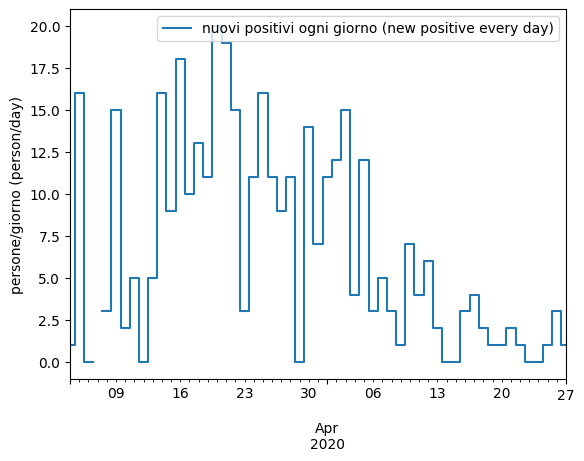 nuovi positivi ogni giorno (new positive every day)
persone/giorno (person/day)
20.0
17.5
15.0
12.5
10.0
7.5
5.0
2.5
0.0
09 16 23 30 06 13 20 27
Apr
2020